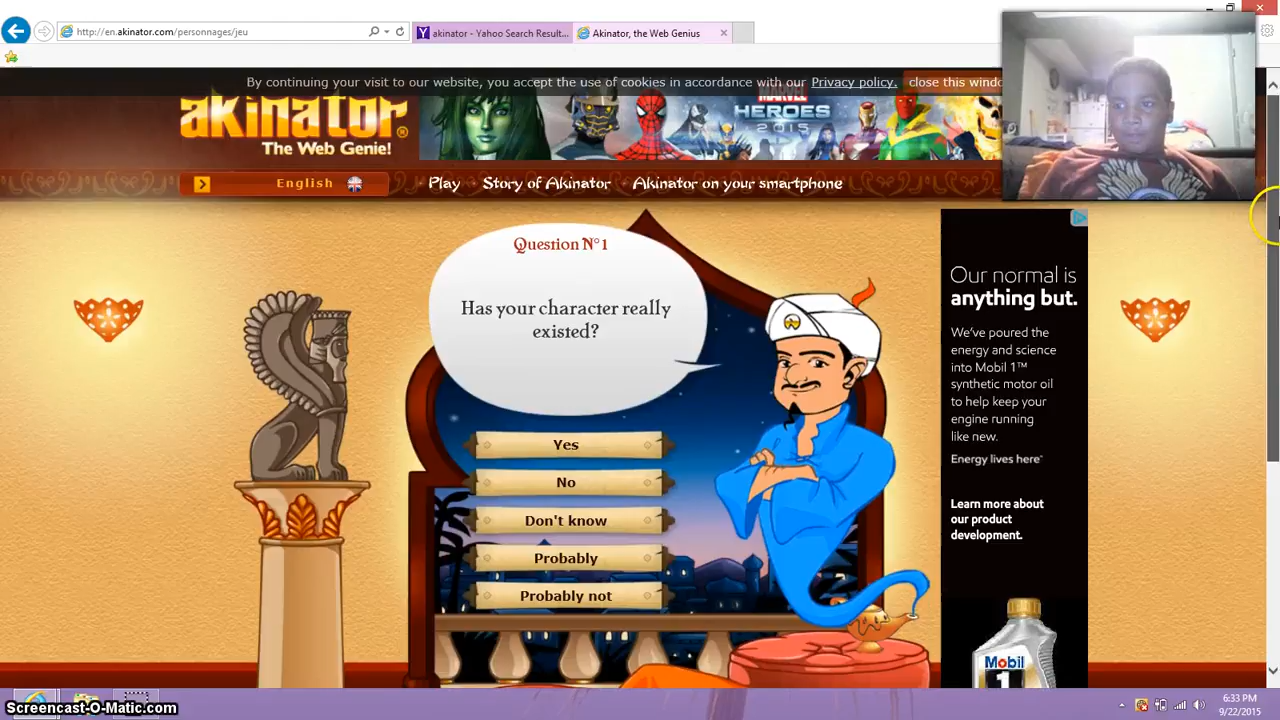 http://en.akinator.com/personnages/jeu
akinator - Yahoo Search Result...
Akinator, the Web Genius
By continuing your visit to our website, you accept the use of cookies in accordance with our Privacy policy. close this windo
akinator®
The Web Genie!
MARVEL
HEROES
2015
English
Play
Story of Akinator
Akinator on your smartphone
Question N°1
Has your character really
existed?
Yes
No
Don't know
Probably
Probably not
Our normal is
anything but.
We've poured the
energy and science
into Mobil 1™
synthetic motor oil
to help keep your
engine running
like new.
Energy lives here™
Learn more about
our product
development.
Mobil
1
Screencast-O-Matic.com
6:33 PM
9/22/2015